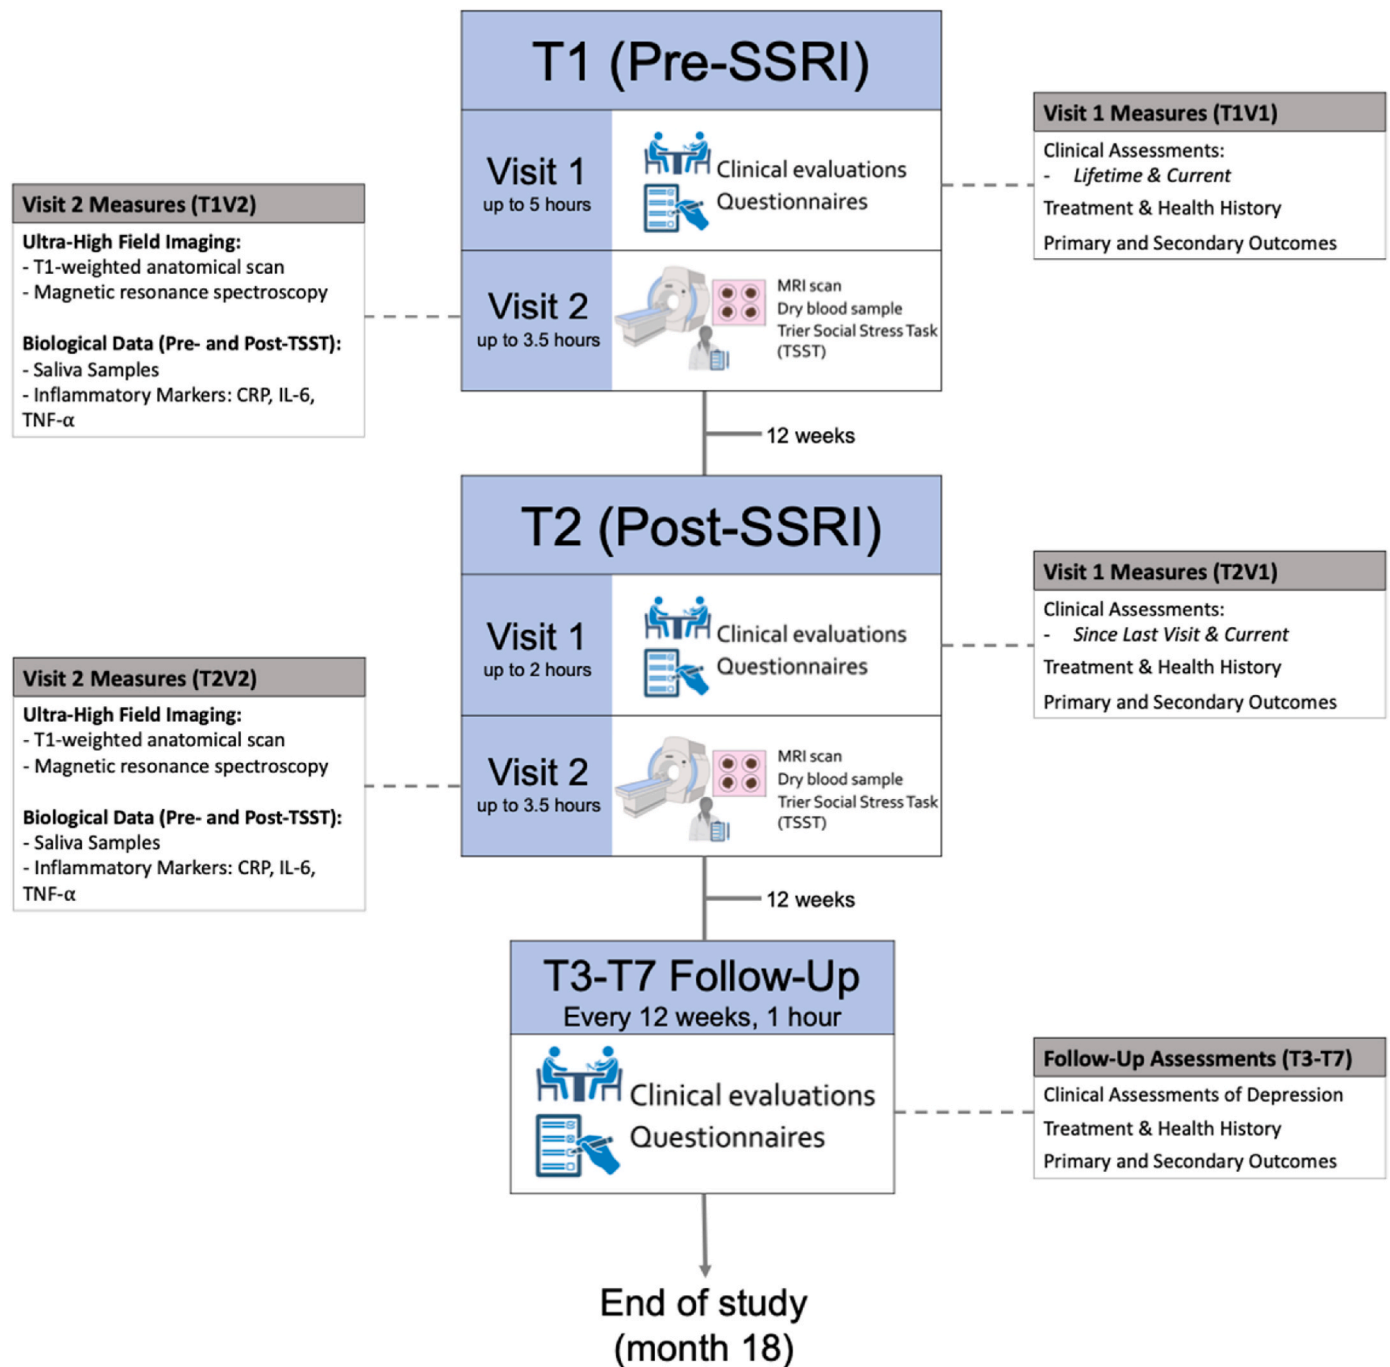 T1 (Pre-SSRI)
Visit 1
up to 5 hours
Clinical evaluations
Questionnaires
Visit 1 Measures (T1V1)
Clinical Assessments:
- Lifetime & Current
Treatment & Health History
Primary and Secondary Outcomes
Visit 2 Measures (T1V2)
Ultra-High Field Imaging:
- T1-weighted anatomical scan
- Magnetic resonance spectroscopy
Biological Data (Pre- and Post-TSST):
- Saliva Samples
- Inflammatory Markers: CRP, IL-6,
TNF-α
Visit 2
up to 3.5 hours
MRI scan
Dry blood sample
Trier Social Stress Task
(TSST)
12 weeks
T2 (Post-SSRI)
Visit 1
up to 2 hours
Clinical evaluations
Questionnaires
Visit 1 Measures (T2V1)
Clinical Assessments:
- Since Last Visit & Current
Treatment & Health History
Primary and Secondary Outcomes
Visit 2 Measures (T2V2)
Ultra-High Field Imaging:
- T1-weighted anatomical scan
- Magnetic resonance spectroscopy
Biological Data (Pre- and Post-TSST):
- Saliva Samples
- Inflammatory Markers: CRP, IL-6,
TNF-α
Visit 2
up to 3.5 hours
MRI scan
Dry blood sample
Trier Social Stress Task
(TSST)
12 weeks
T3-T7 Follow-Up
Every 12 weeks, 1 hour
Clinical evaluations
Questionnaires
Follow-Up Assessments (T3-T7)
Clinical Assessments of Depression
Treatment & Health History
Primary and Secondary Outcomes
End of study
(month 18)